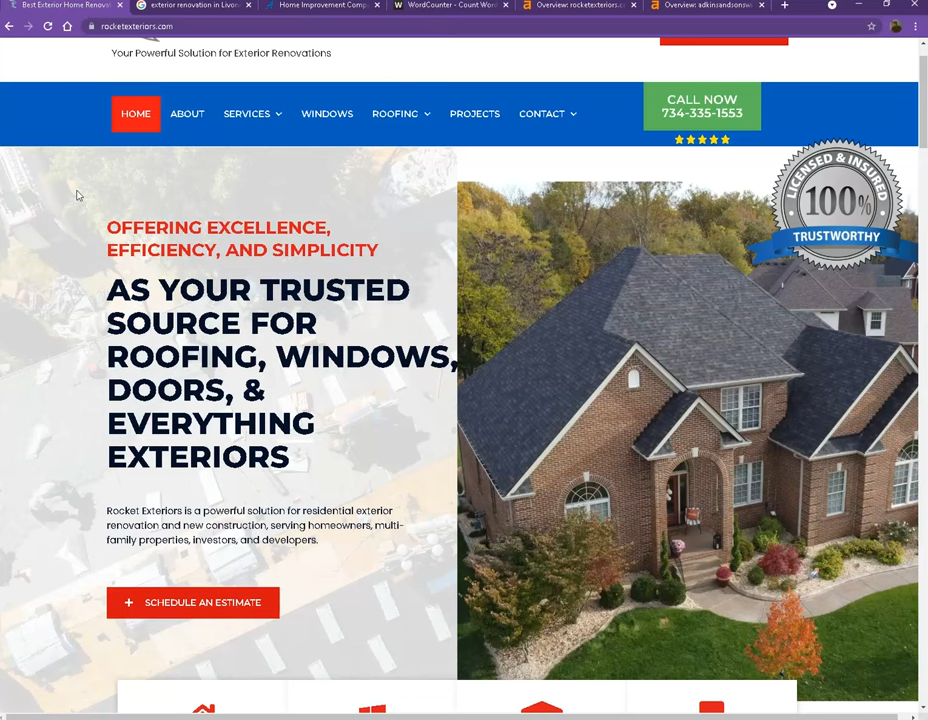 Best Exterior Home Renova
exterior renovation in Livon
Home Improvement Comp
WordCounter - Count Word
Overview: rocketexteriors.c
Overview: adkinsandsonsw
rocketexteriors.com
Your Powerful Solution for Exterior Renovations
HOME
ABOUT
SERVICES
WINDOWS
ROOFING
PROJECTS
CONTACT
CALL NOW
734-335-1553
LICENSED & INSURED
100%
TRUSTWORTHY
OFFERING EXCELLENCE,
EFFICIENCY, AND SIMPLICITY
AS YOUR TRUSTED
SOURCE FOR
ROOFING, WINDOWS,
DOORS, &
EVERYTHING
EXTERIORS
Rocket Exteriors is a powerful solution for residential exterior
renovation and new construction, serving homeowners, multi-
family properties, investors, and developers.
+ SCHEDULE AN ESTIMATE